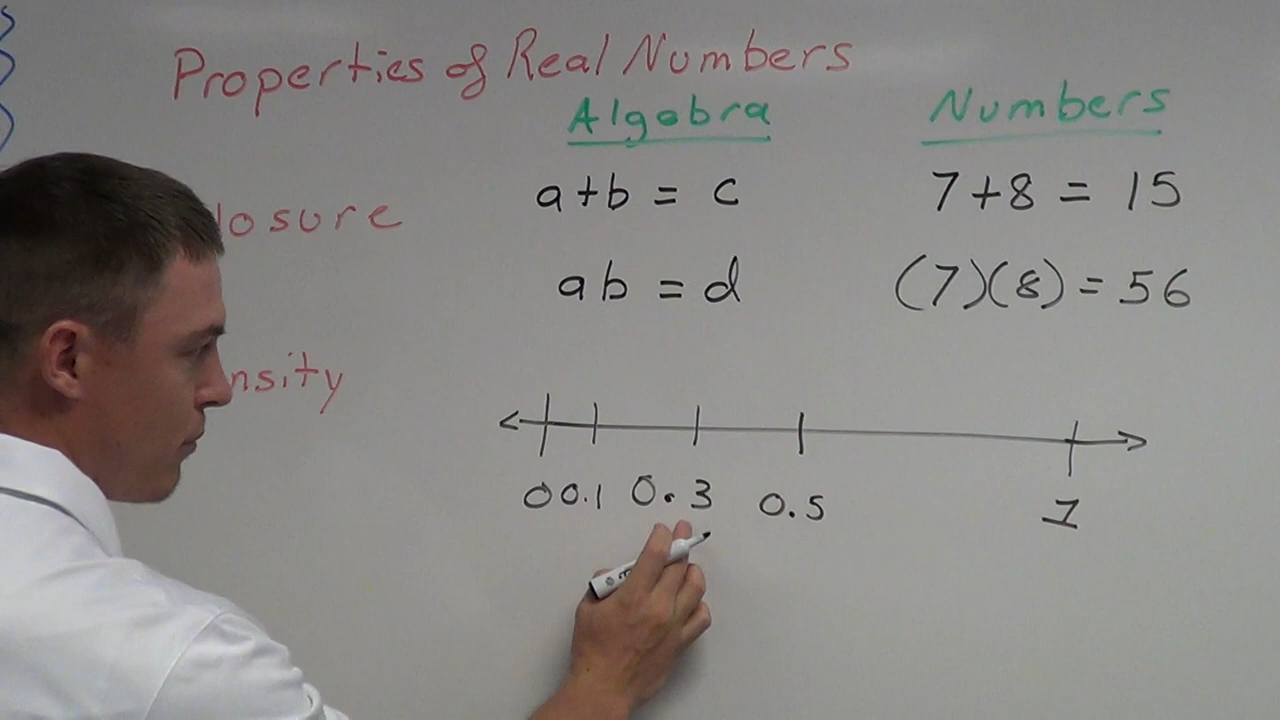 Properties of Real Numbers
Algebra Numbers
losure a+b = c 7+8 = 15
ab = d (7)(8) = 56
nsity
0 0.1 0.3 0.5 1